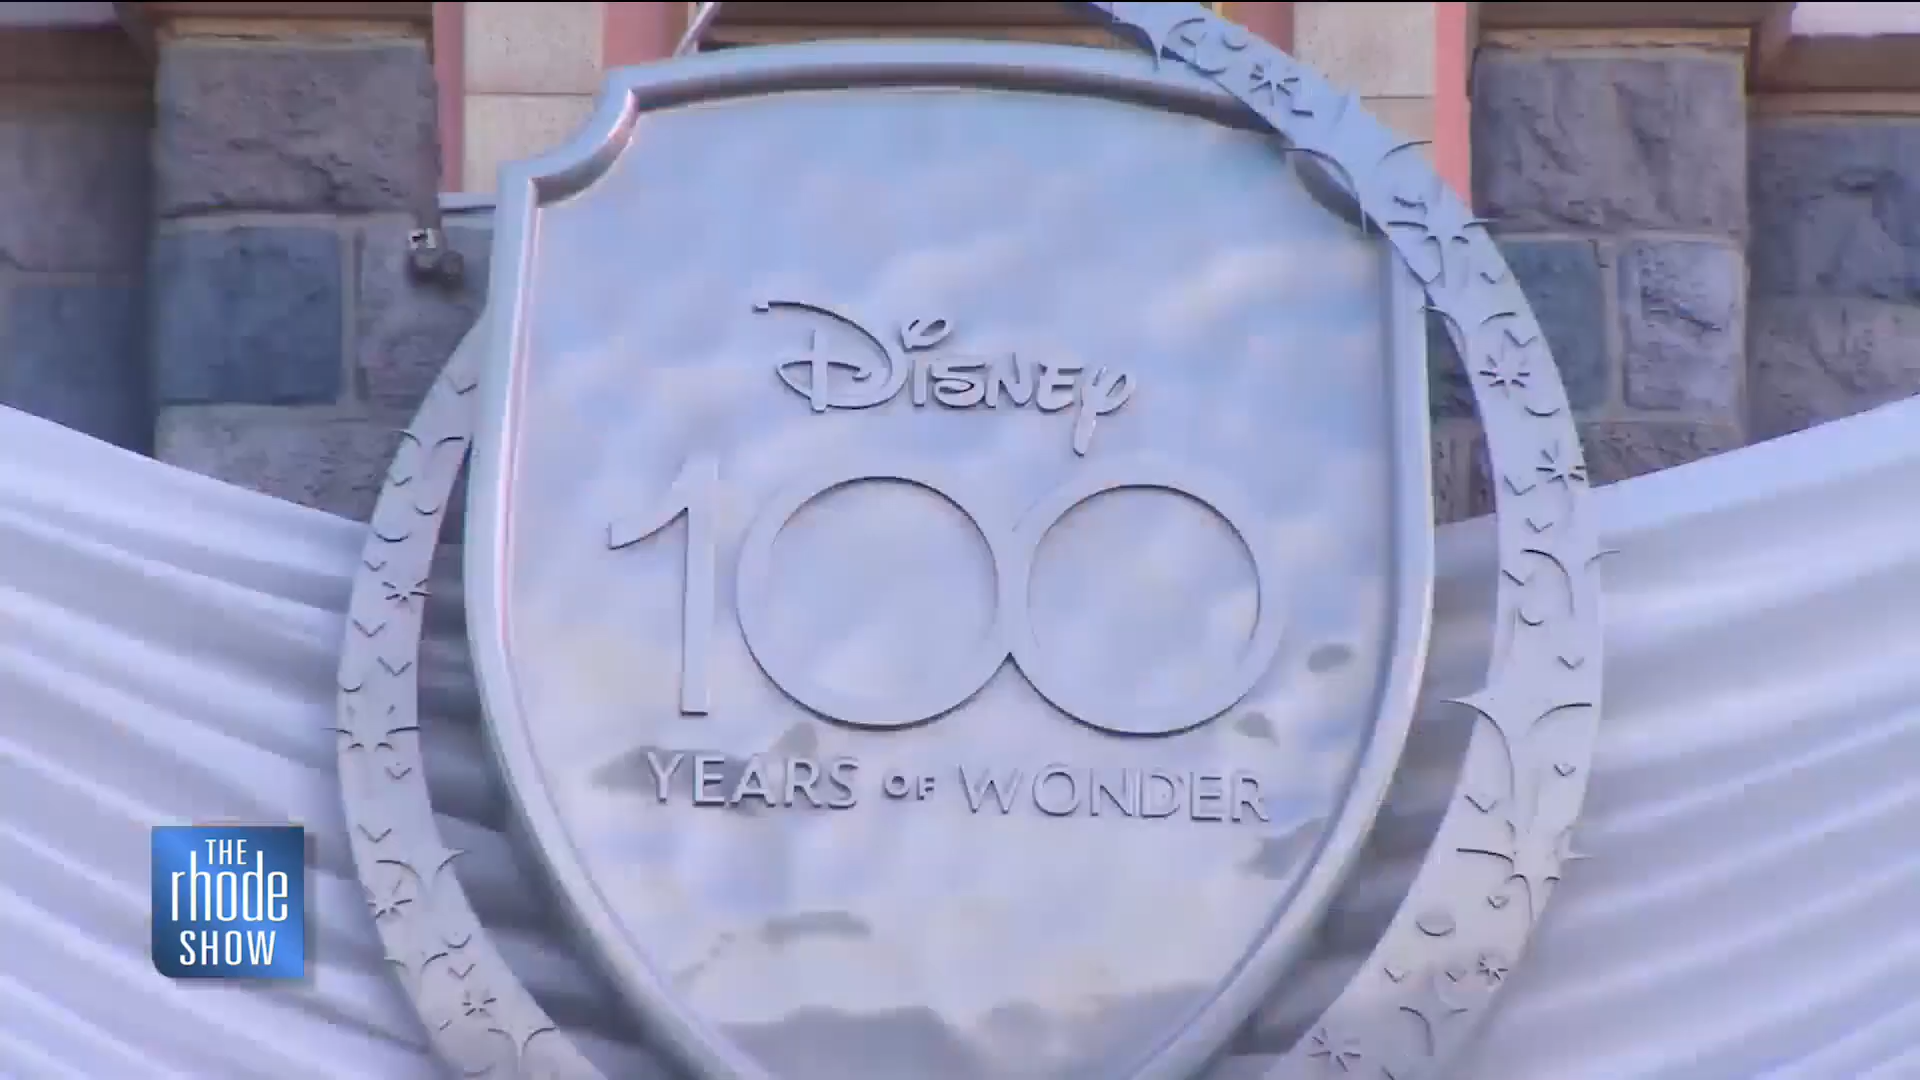 Disney
100
YEARS OF WONDER
THE
rhode
SHOW